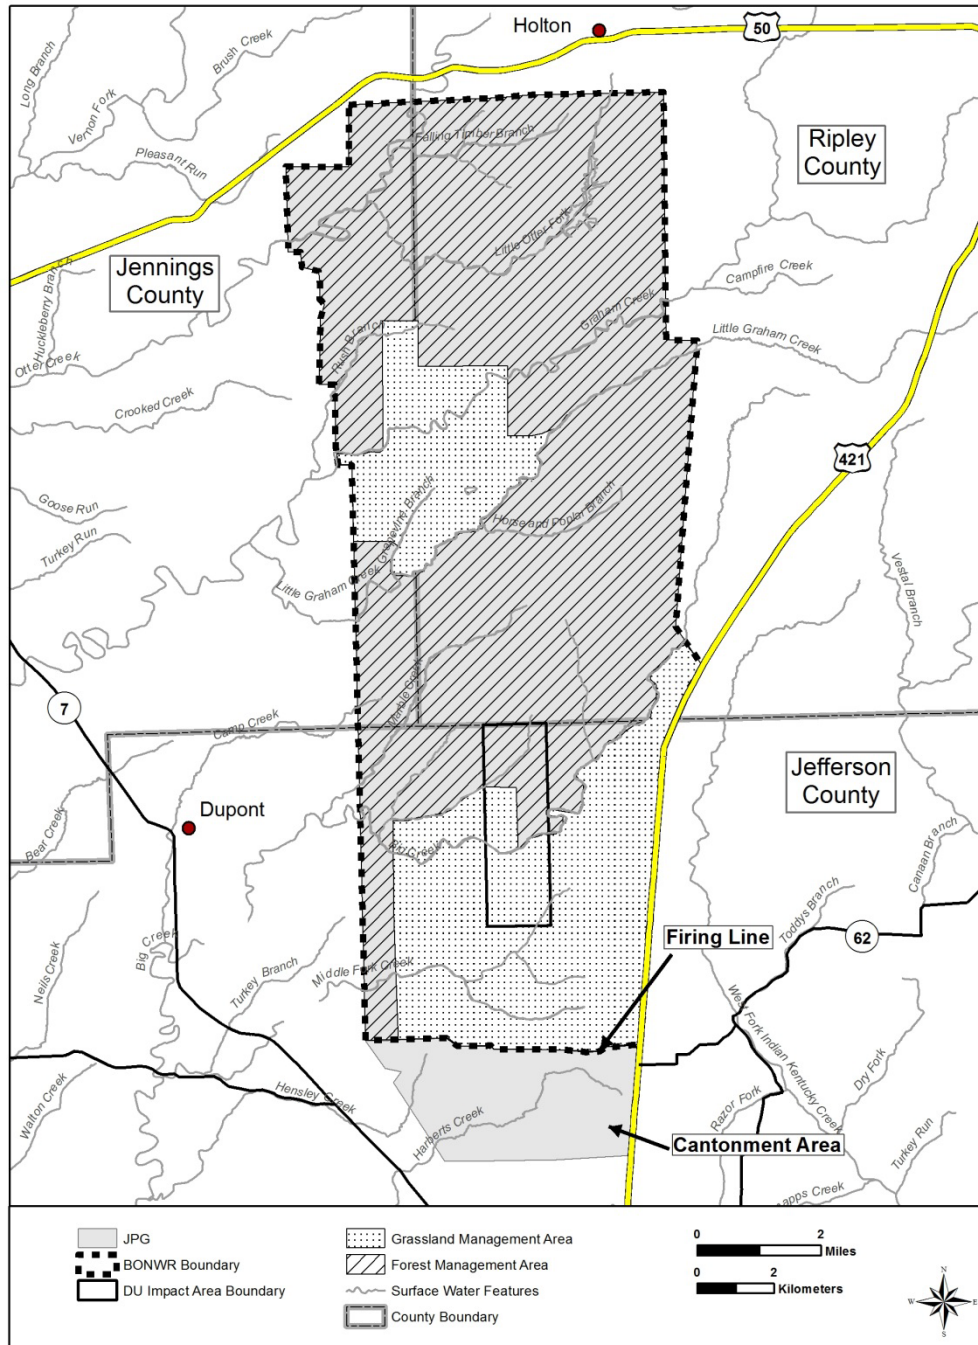 Holton
50
Long Branch
Brush Creek
Vernon Fork
Pleasant Run
Falling Timber Branch
Ripley
County
Little Otter Fork
Jennings
County
Huckleberry Branch
Campfire Creek
Graham Creek
Rush Branch
Little Graham Creek
Otter Creek
Crooked Creek
421
Goose Run
Grapevine Branch
Horse and Poplar Branch
Turkey Run
Little Graham Creek
Vestal Branch
Marble Creek
7
Camp Creek
Jefferson
County
Dupont
Bear Creek
Big Creek
Canaan Branch
Toddys Branch
62
Firing Line
Big Creek
Neils Creek
Turkey Branch
Middle Fork Creek
West Fork Indian Kentucky Creek
Dry Fork
Walton Creek
Hensley Creek
Harberts Creek
Razor Fork
Cantonment Area
Turkey Run
apps Creek
JPG
BONWR Boundary
DU Impact Area Boundary
Grassland Management Area
Forest Management Area
Surface Water Features
County Boundary
0 2
Miles
0 2
Kilometers
N
W E
S